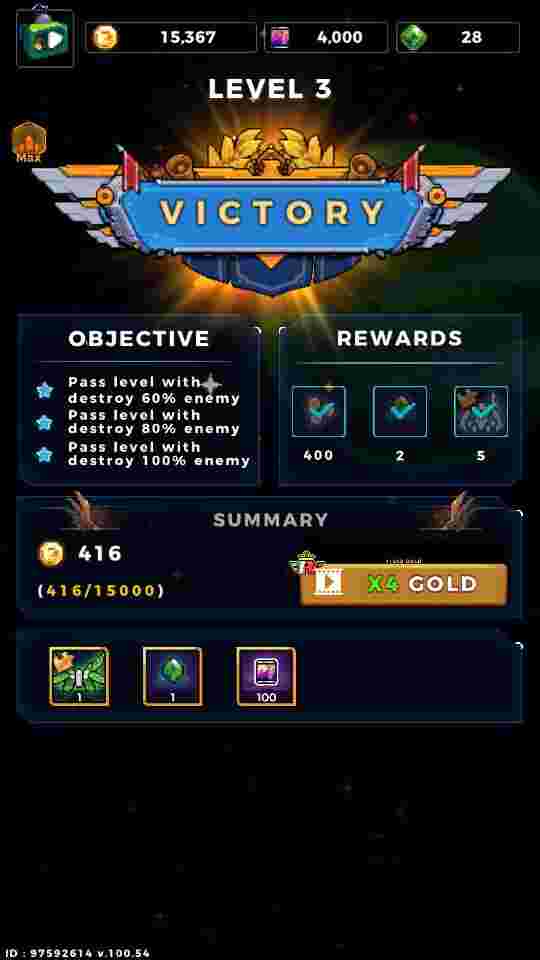 15,367
4,000
28
LEVEL 3
Max
VICTORY
OBJECTIVE
Pass level with
destroy 60% enemy
Pass level with
destroy 80% enemy
Pass level with
destroy 100% enemy
REWARDS
400
2
5
SUMMARY
416
(416/15000)
X4 GOLD
1
1
100
ID : 97592614 v.100.54